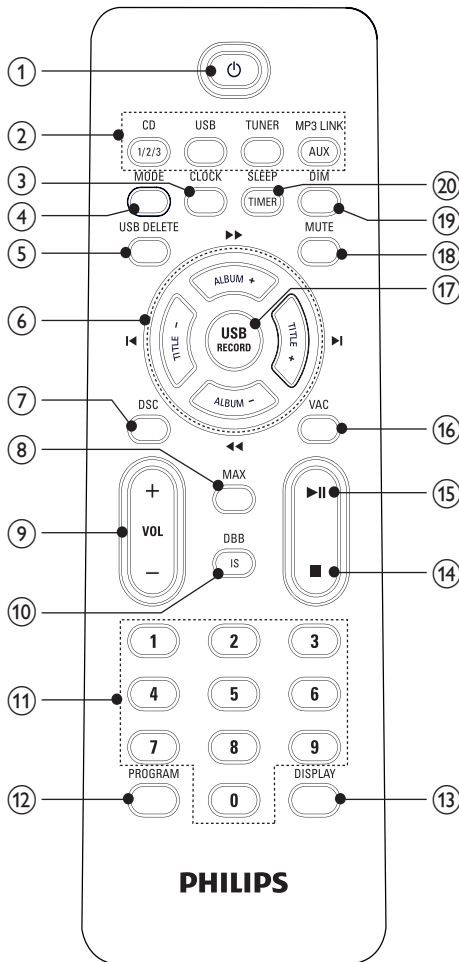 1
2
CD USB TUNER MP3 LINK
1/2/3 AUX
3
MODE CLOCK SLEEP DIM
TIMER
20
4
19
USB DELETE MUTE
5
18
ALBUM +
17
6
TITLE −
USB
RECORD
TITLE +
ALBUM −
7
DSC VAC
16
8
MAX
+
15
9
VOL
DBB
IS
−
14
10
1 2 3
11
4 5 6
7 8 9
PROGRAM DISPLAY
12
0
13
PHILIPS